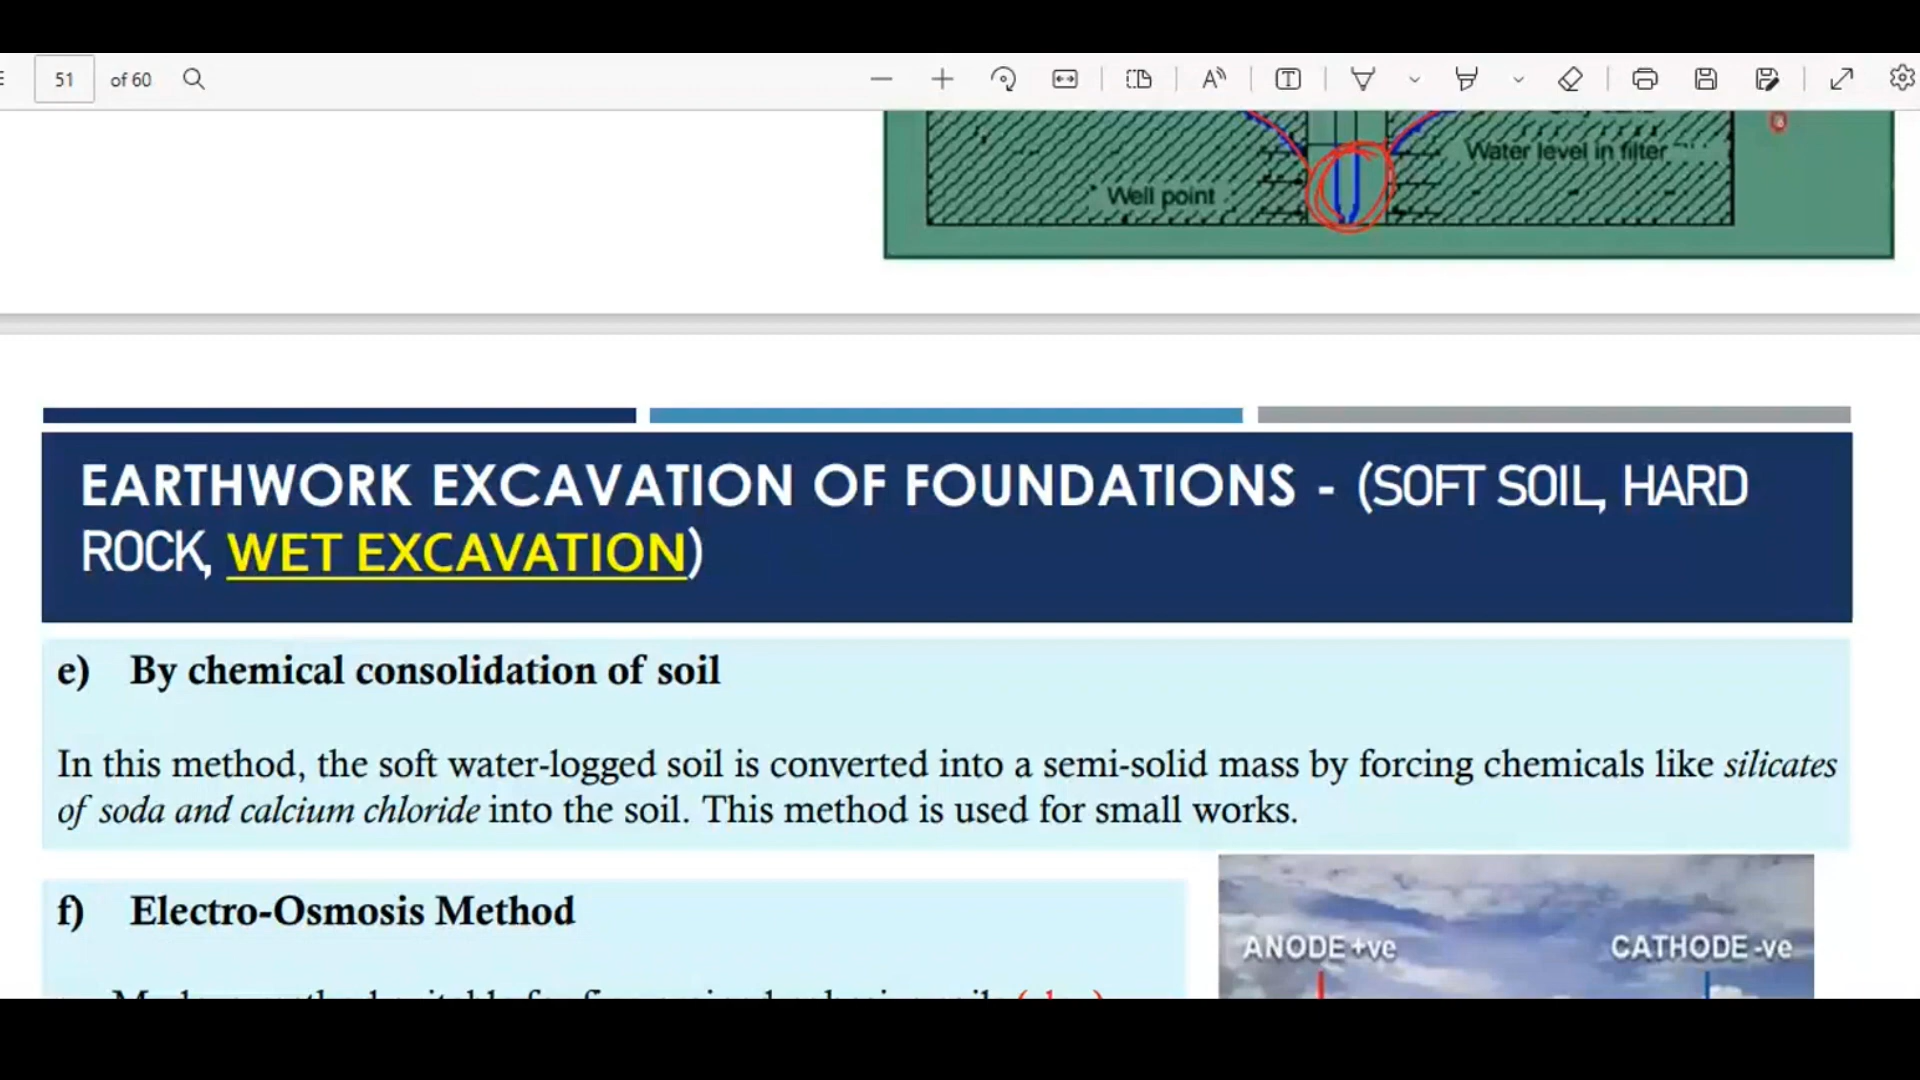 51 of 60
Water level in filter
Well point
EARTHWORK EXCAVATION OF FOUNDATIONS - (SOFT SOIL, HARD
ROCK, WET EXCAVATION)
e) By chemical consolidation of soil
In this method, the soft water-logged soil is converted into a semi-solid mass by forcing chemicals like silicates
of soda and calcium chloride into the soil. This method is used for small works.
f) Electro-Osmosis Method
ANODE +ve CATHODE -ve